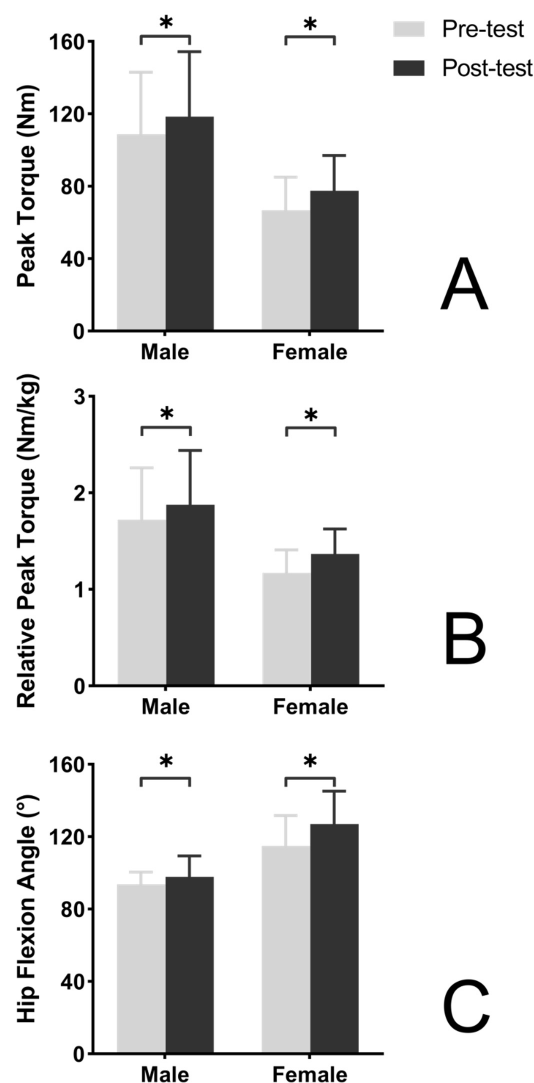 Pre-test
Post-test
Peak Torque (Nm)
160
120
80
40
0
* *
Male Female
A
Relative Peak Torque (Nm/kg)
3
2
1
0
* *
Male Female
B
Hip Flexion Angle (°)
160
120
80
40
0
* *
Male Female
C